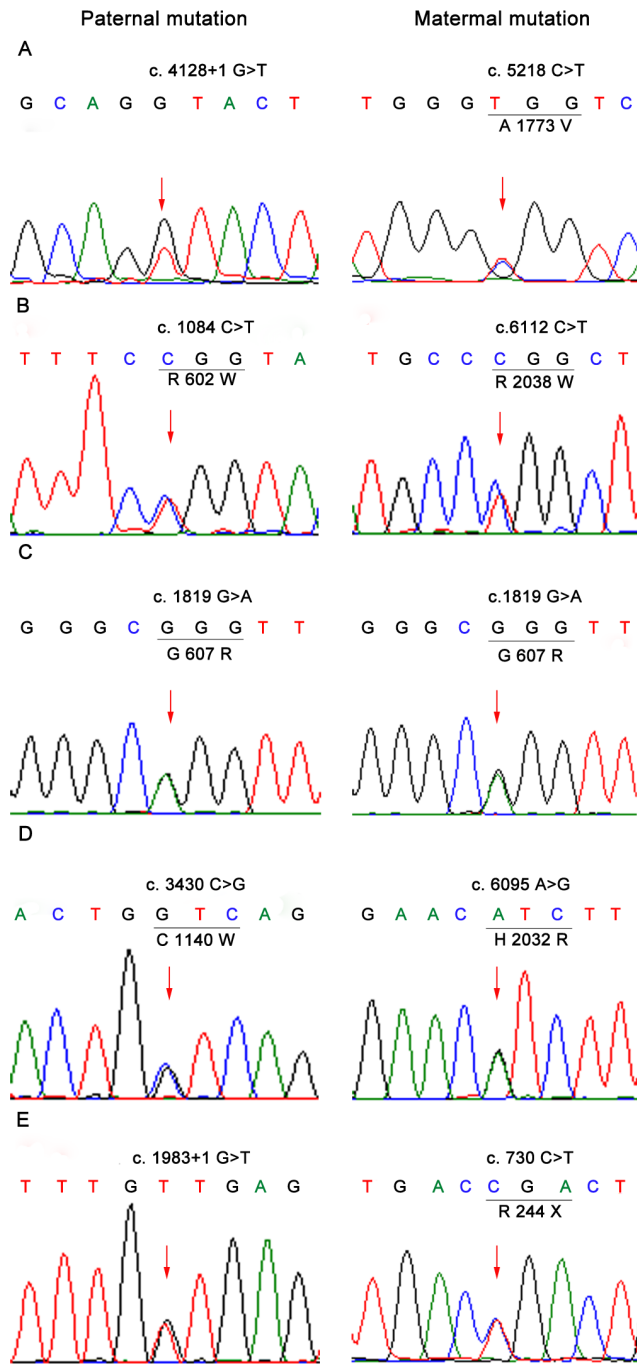 Paternal mutation Matermal mutation
A
c. 4128+1 G>T c. 5218 C>T
G C A G G T A C T T G G G T G G T C
A 1773 V
B
c. 1084 C>T c.6112 C>T
T T T C C G G T A T G C C C G G C T
R 602 W R 2038 W
C
c. 1819 G>A c.1819 G>A
G G G C G G G T T G G G C G G G T T
G 607 R G 607 R
D
c. 3430 C>G c. 6095 A>G
A C T G G T C A G G A A C A T C T T
C 1140 W H 2032 R
E
c. 1983+1 G>T c. 730 C>T
T T T G T T G A G T G A C C G A C T
R 244 X